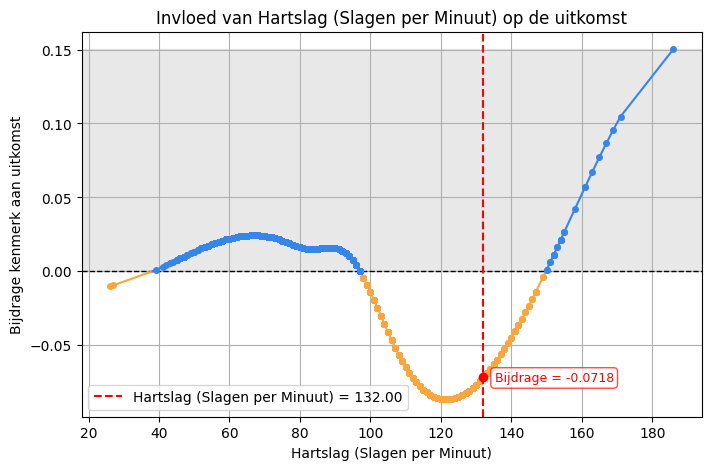 Invloed van Hartslag (Slagen per Minuut) op de uitkomst
Bijdrage kenmerk aan uitkomst
0.15
0.10
0.05
0.00
−0.05
Bijdrage = -0.0718
Hartslag (Slagen per Minuut) = 132.00
20 40 60 80 100 120 140 160 180
Hartslag (Slagen per Minuut)